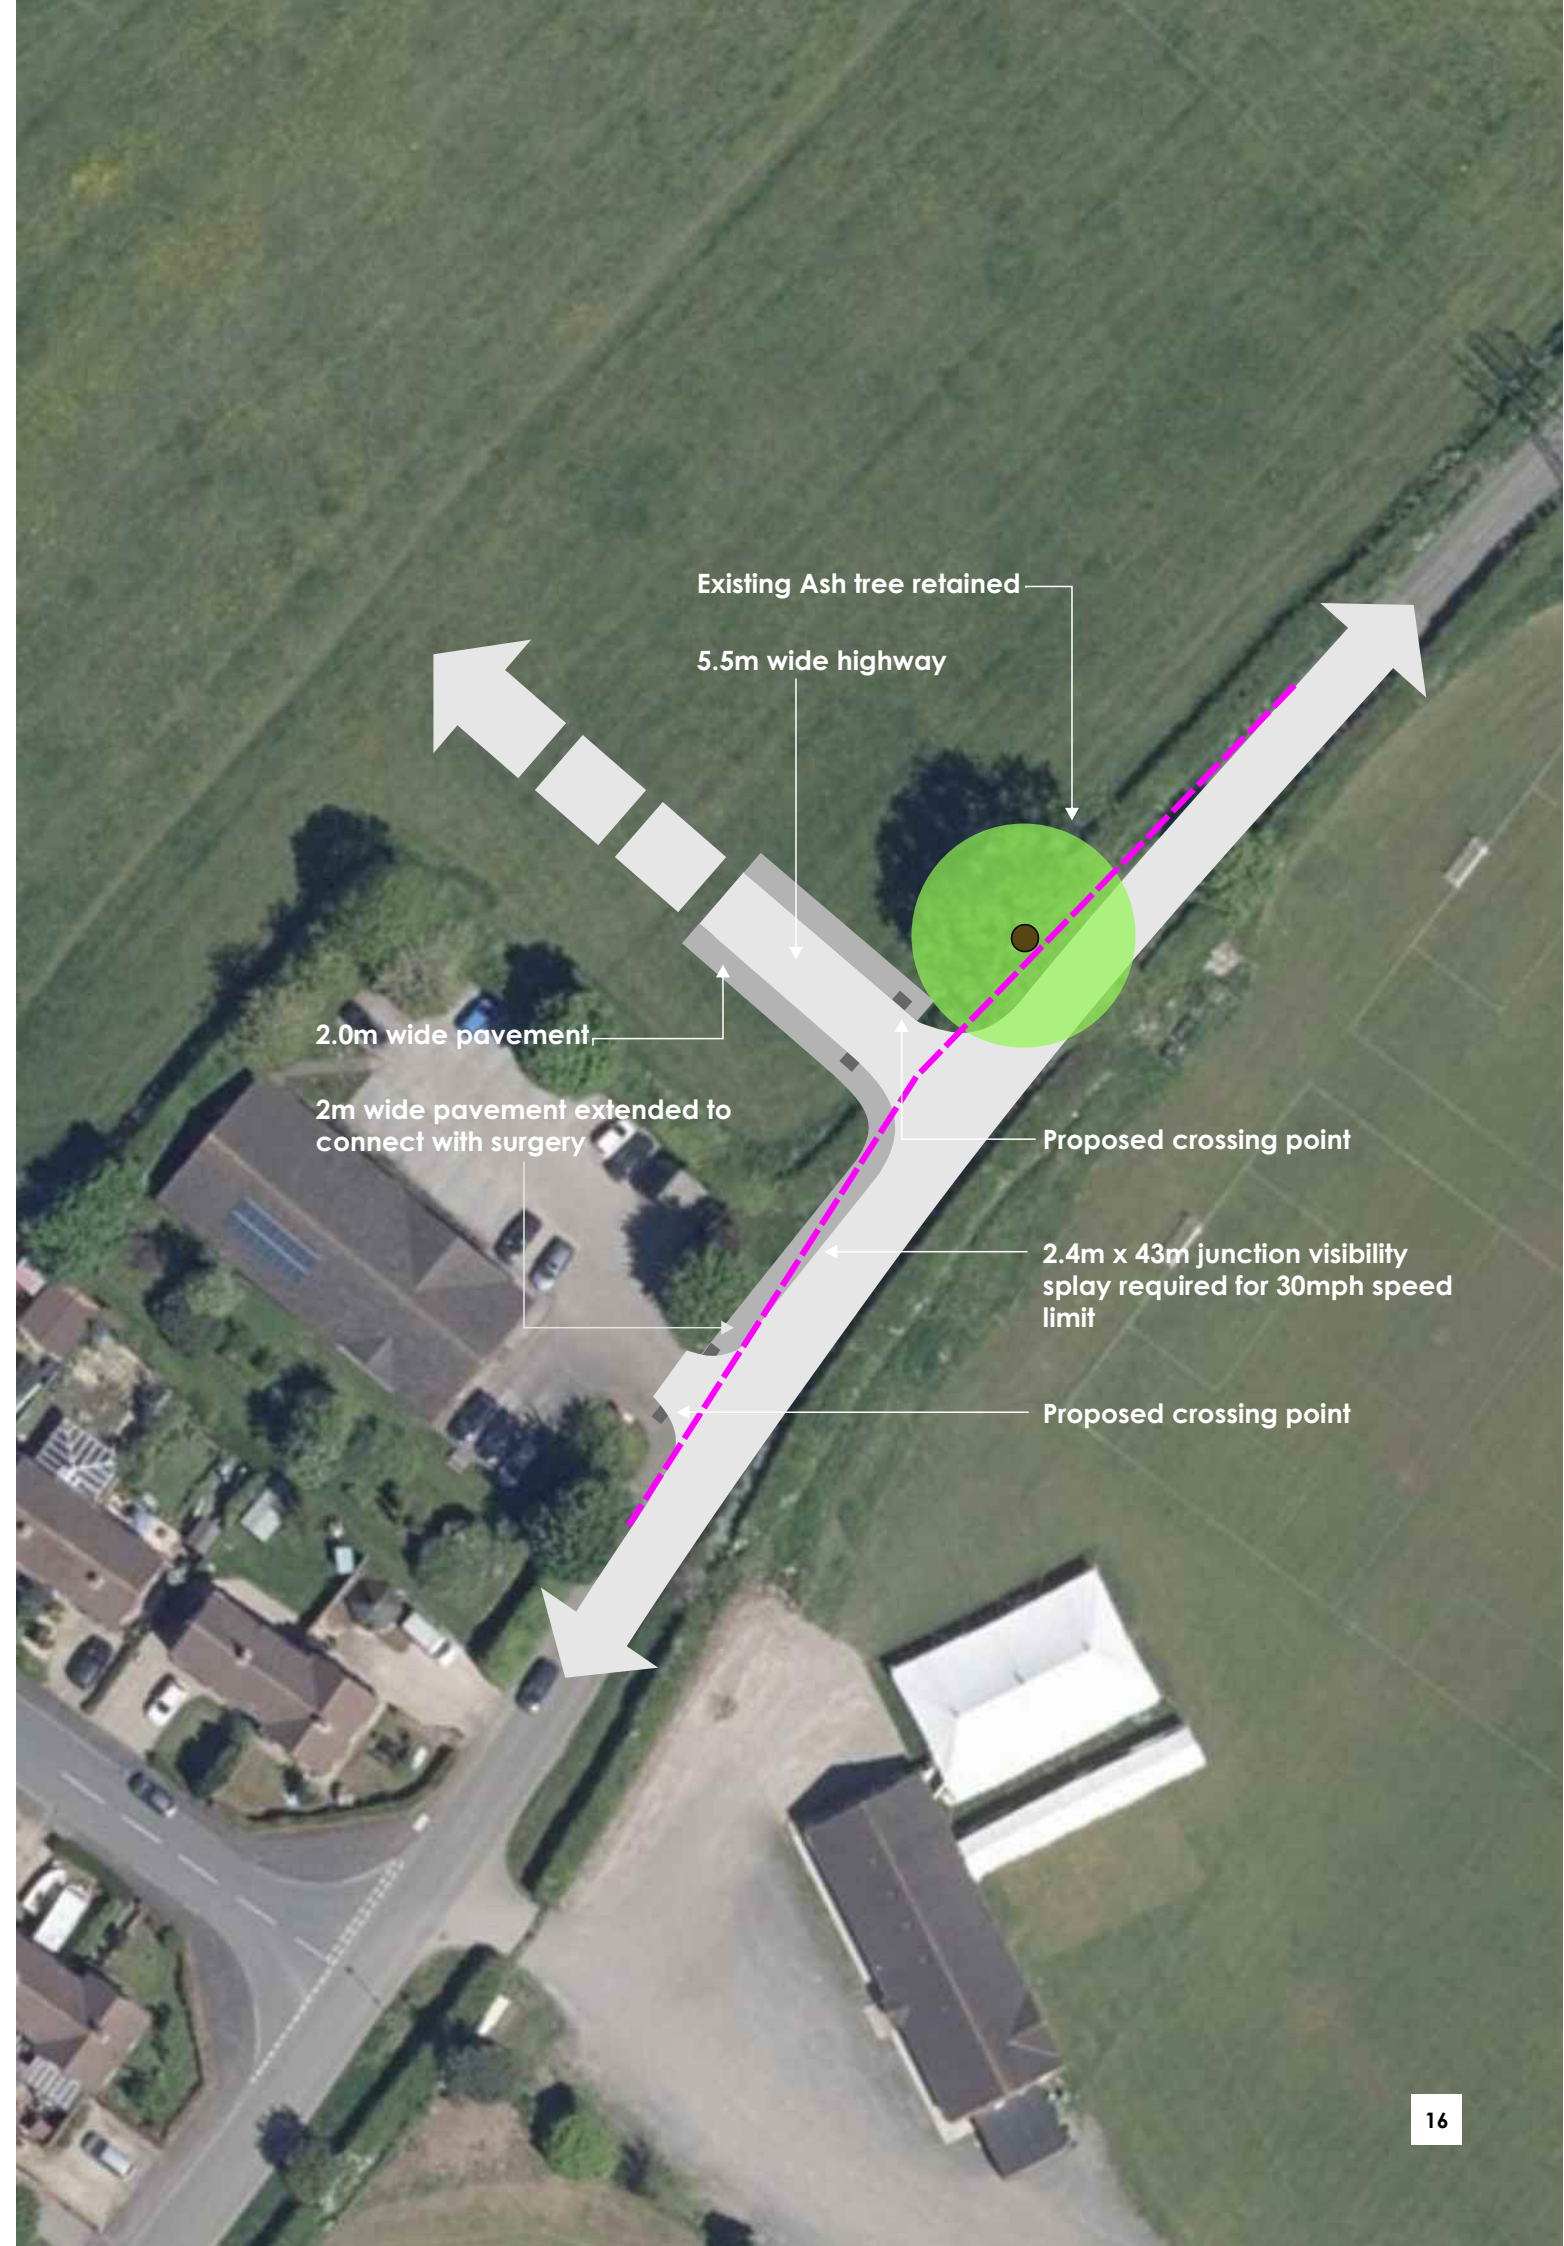 Existing Ash tree retained
5.5m wide highway
2.0m wide pavement
2m wide pavement extended to
connect with surgery
Proposed crossing point
2.4m x 43m junction visibility
splay required for 30mph speed
limit
Proposed crossing point
16